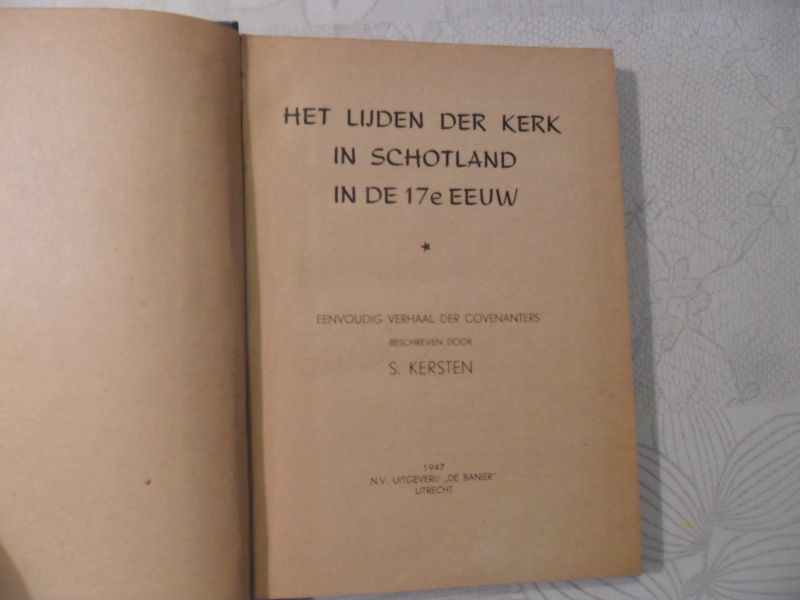 HET LIJDEN DER KERK
IN SCHOTLAND
IN DE 17e EEUW
*
EENVOUDIG VERHAAL DER COVENANTERS
BESCHREVEN DOOR
S. KERSTEN
1947
N.V. UITGEVERIJ „DE BANIER”
UTRECHT